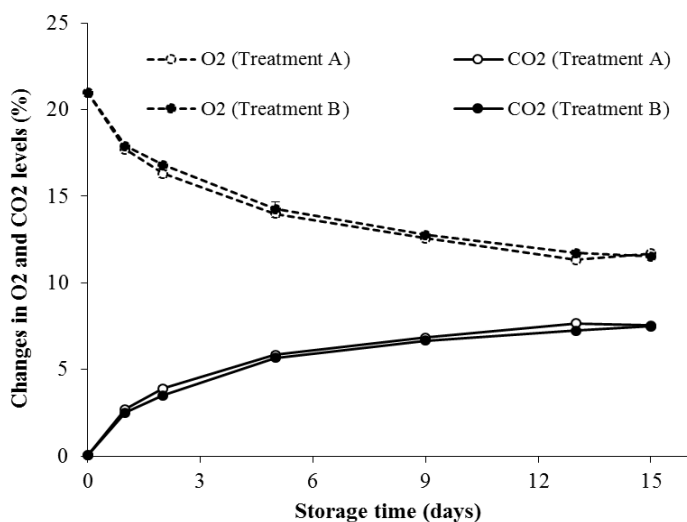 25
20
15
10
5
0
Changes in O2 and CO2 levels (%)
O2 (Treatment A) CO2 (Treatment A)
O2 (Treatment B) CO2 (Treatment B)
0 3 6 9 12 15
Storage time (days)